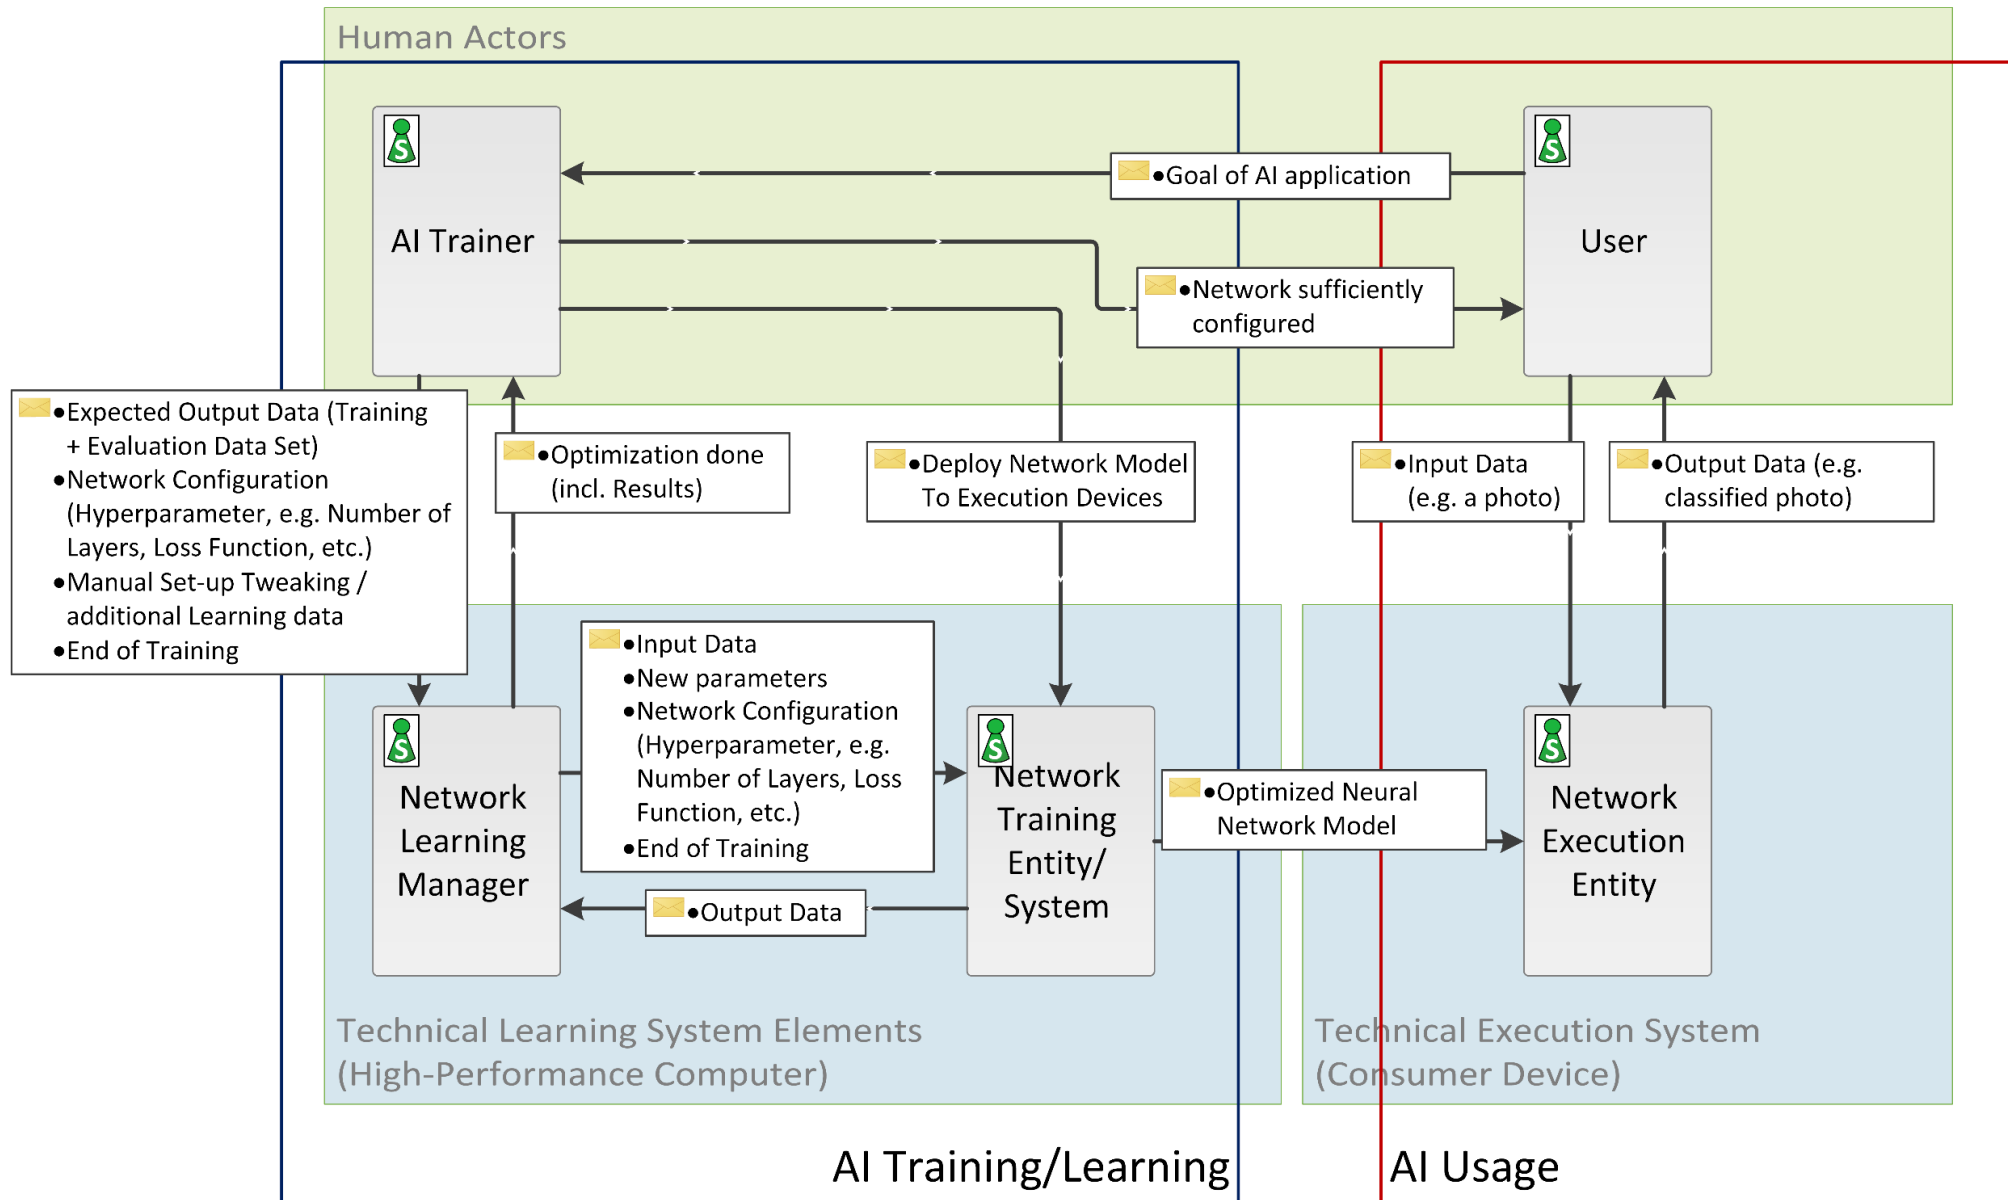 Human Actors
S
S
AI Trainer
User
•Goal of AI application
•Network sufficiently
configured
•Expected Output Data (Training
+ Evaluation Data Set)
•Network Configuration
(Hyperparameter, e.g. Number of
Layers, Loss Function, etc.)
•Manual Set-up Tweaking /
additional Learning data
•End of Training
•Optimization done
(incl. Results)
•Deploy Network Model
To Execution Devices
•Input Data
(e.g. a photo)
•Output Data (e.g.
classified photo)
•Input Data
•New parameters
•Network Configuration
(Hyperparameter, e.g.
Number of Layers, Loss
Function, etc.)
•End of Training
•Output Data
S
Network
Learning
Manager
S
Network
Training
Entity/
System
•Optimized Neural
Network Model
S
Network
Execution
Entity
Technical Learning System Elements
(High-Performance Computer)
Technical Execution System
(Consumer Device)
AI Training/Learning
AI Usage